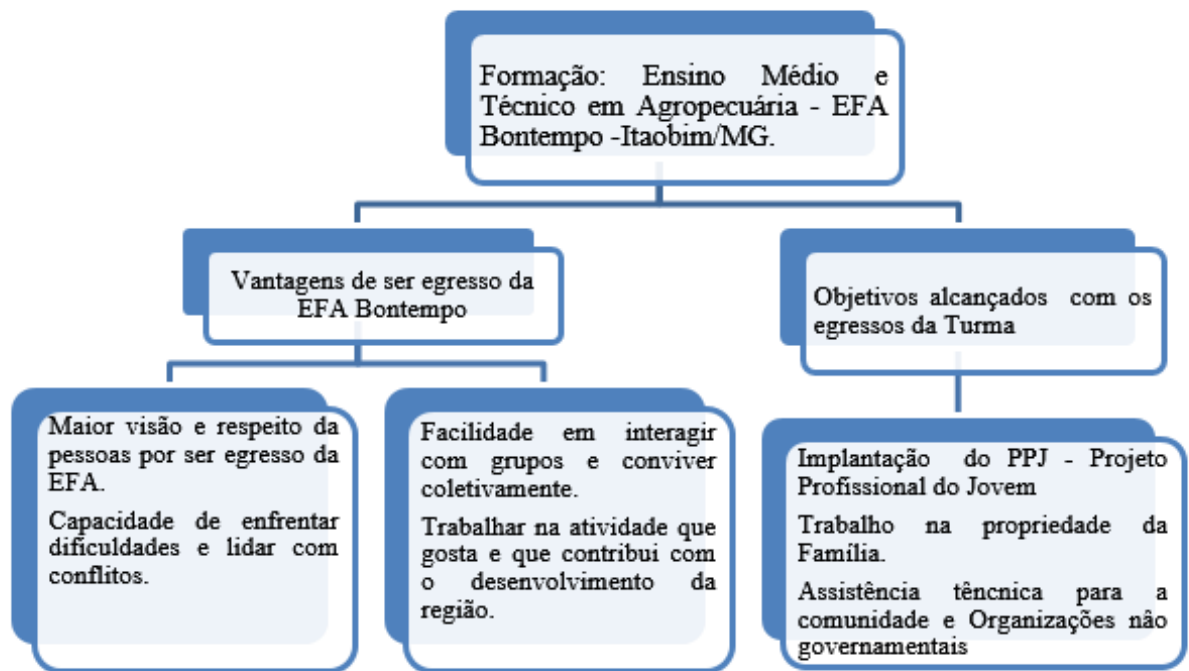 Formação: Ensino Médio e
Técnico em Agropecuária - EFA
Bontempo -Itaobim/MG.
Vantagens de ser egresso da
EFA Bontempo
Objetivos alcançados com os
egressos da Turma
Maior visão e respeito da
pessoas por ser egresso da
EFA.
Capacidade de enfrentar
dificuldades e lidar com
conflitos.
Facilidade em interagir
com grupos e conviver
coletivamente.
Trabalhar na atividade que
gosta e que contribui com
o desenvolvimento da
região.
Implantação do PPJ - Projeto
Profissional do Jovem
Trabalho na propriedade da
Família.
Assistência têncnica para a
comunidade e Organizações nâo
governamentais